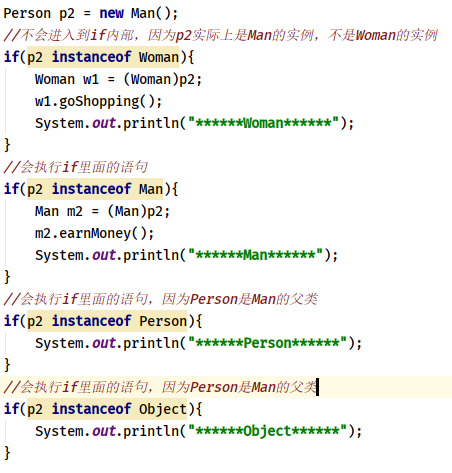 Person p2 = new Man();
//不会进入到if内部，因为p2实际上是Man的实例，不是Woman的实例
if(p2 instanceof Woman){
    Woman w1 = (Woman)p2;
    w1.goShopping();
    System.out.println("******Woman******");
}
//会执行if里面的语句
if(p2 instanceof Man){
    Man m2 = (Man)p2;
    m2.earnMoney();
    System.out.println("******Man******");
}
//会执行if里面的语句，因为Person是Man的父类
if(p2 instanceof Person){
    System.out.println("******Person******");
}
//会执行if里面的语句，因为Person是Man的父类
if(p2 instanceof Object){
    System.out.println("******Object******");
}